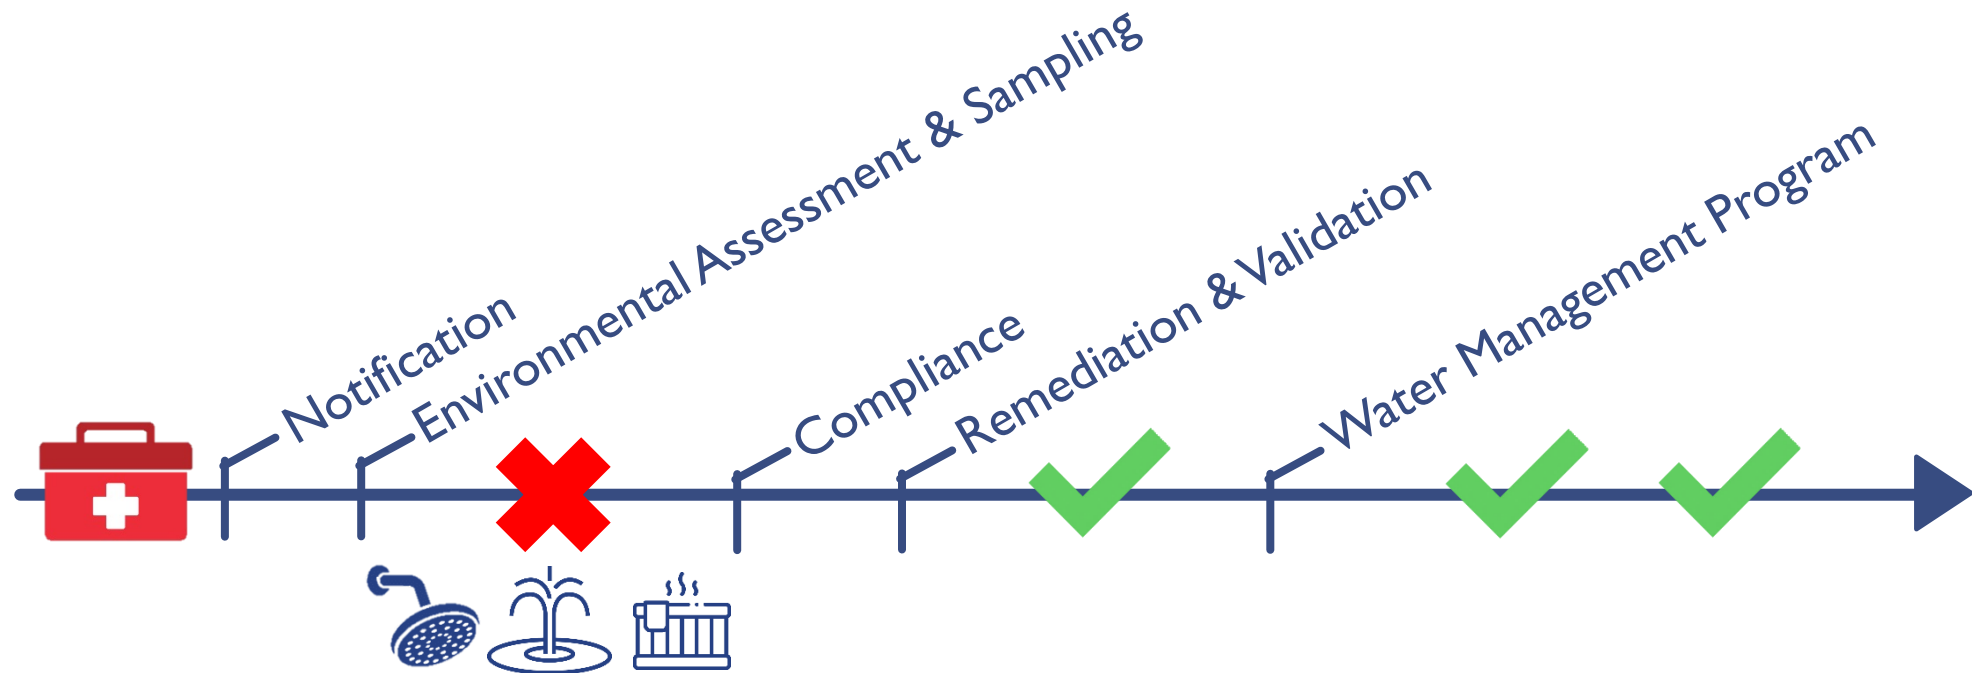 Notification
Environmental Assessment & Sampling
Compliance
Remediation & Validation
Water Management Program